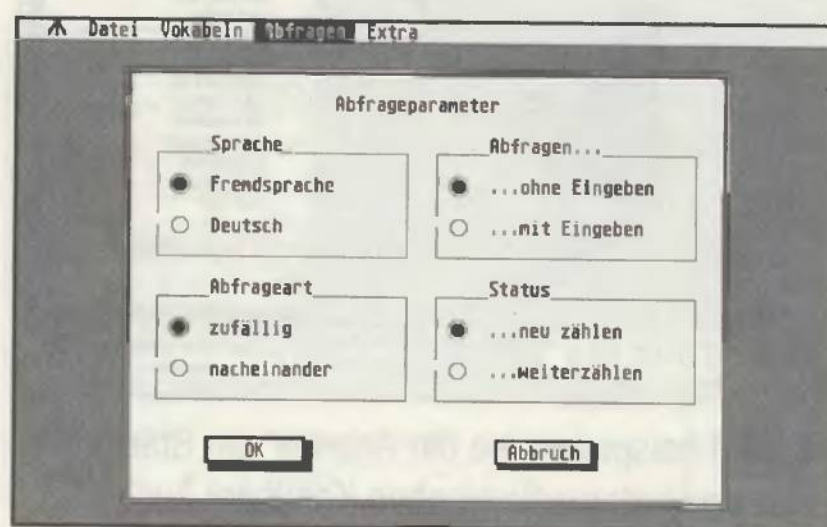 Datei Vokabeln Abfragen Extra
Abfrageparameter
Sprache
Fremdsprache
Deutsch
Abfragen...
...ohne Eingeben
...mit Eingeben
Abfrageart
zufällig
nacheinander
Status
...neu zählen
...weiterzählen
OK
Abbruch